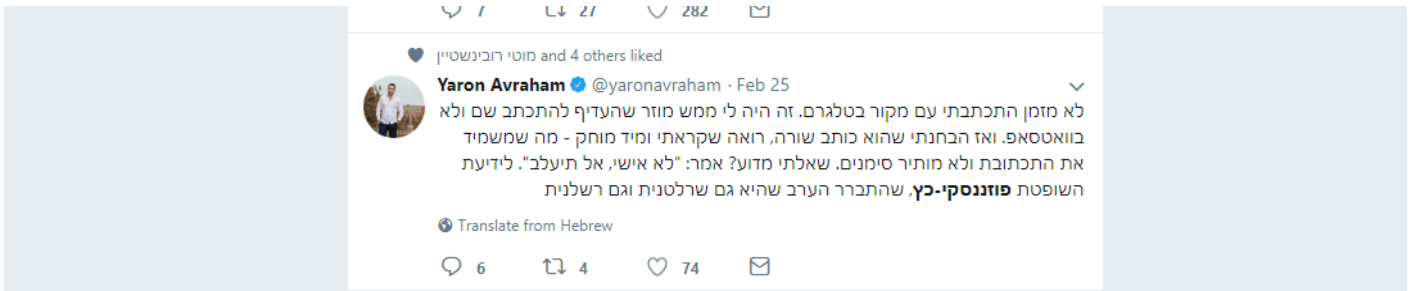 7 27 282
מוטי רובינשטיין and 4 others liked
Yaron Avraham @yaronavraham · Feb 25
לא מזמן התכתבתי עם מקור בטלגרם. זה היה לי ממש מוזר שהעדיף להתכתב שם ולא
בוואטסאפ. ואז הבחנתי שהוא כותב שורה, רואה שקראתי ומיד מוחק - מה שמשמיד
את התכתובת ולא מותיר סימנים. שאלתי מדוע? אמר: "לא אישי, אל תיעלב". לידיעת
השופטת פוזננסקי-כץ, שהתברר הערב שהיא גם שרלטנית וגם רשלנית
Translate from Hebrew
6 4 74